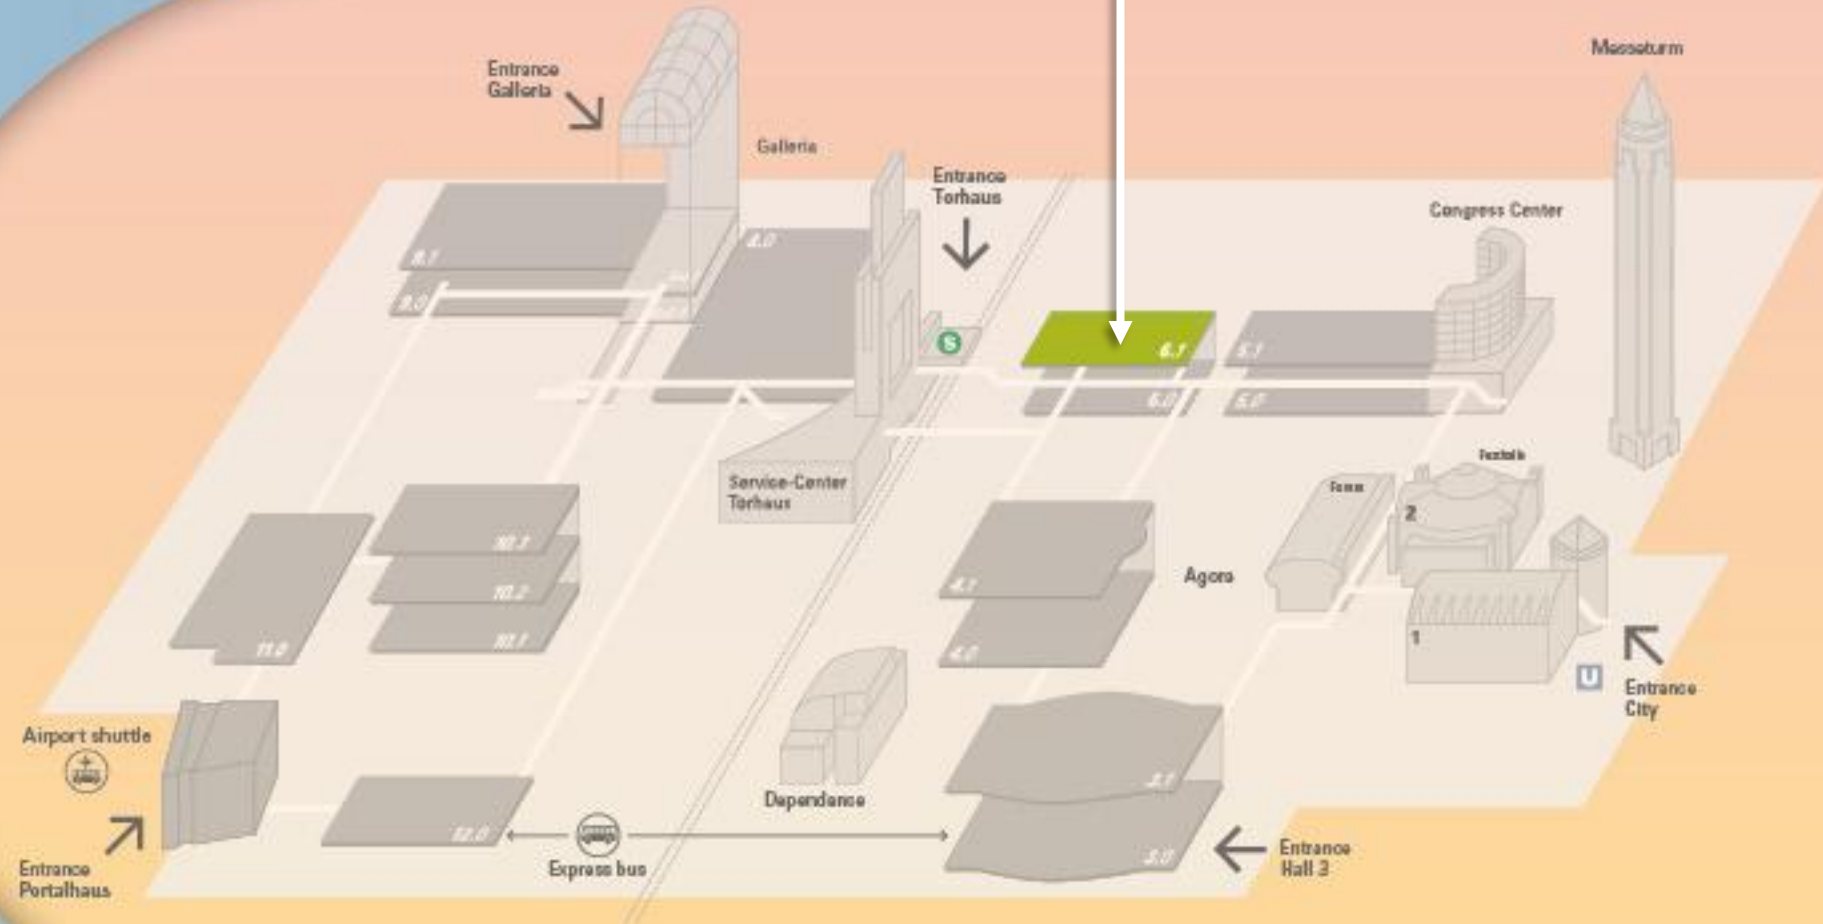 Messeturm
Entrance
Galleria
Galleria
Entrance
Torhaus
Congress Center
9.1
9.0
8.0
S
6.1
6.0
5.1
5.0
Service-Center
Torhaus
Forum
Festhalle
2
1
10.2
10.1
11.0
4.1
4.0
Agora
U
Entrance
City
Airport shuttle
Entrance
Portalhaus
12.0
Express bus
Dependance
3.1
3.0
Entrance
Hall 3